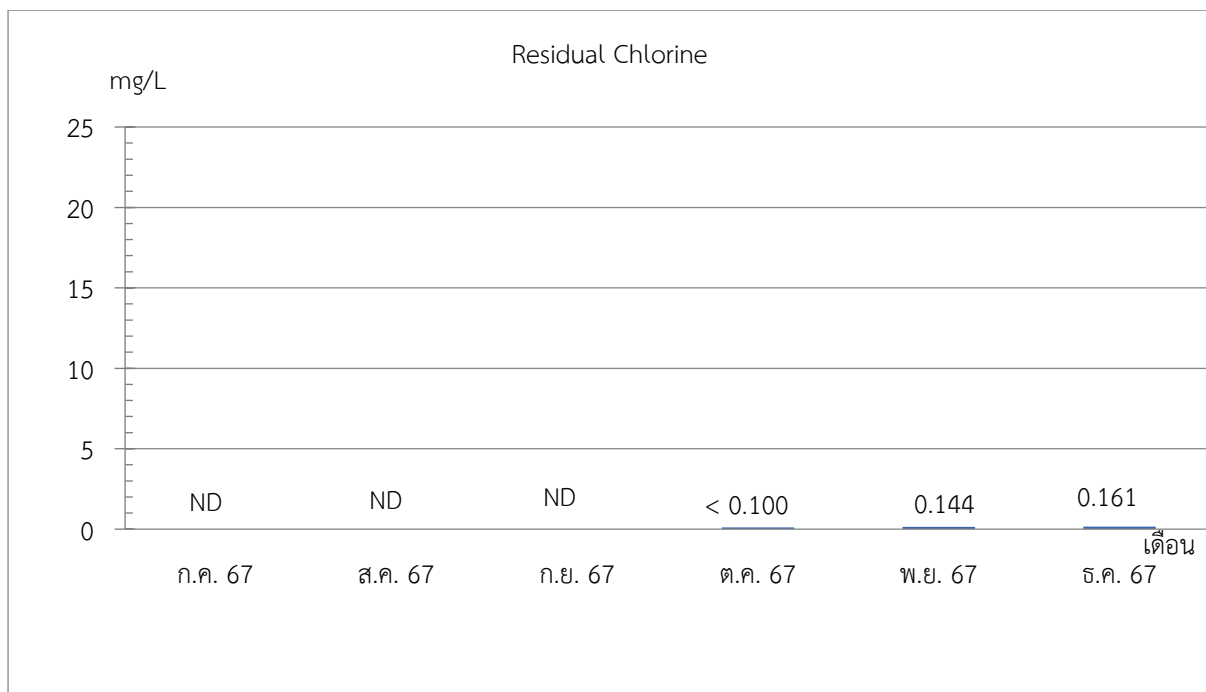 Residual Chlorine
mg/L
25
20
15
10
5
0
ND
ND
ND
< 0.100
0.144
0.161
เดือน
ก.ค. 67
ส.ค. 67
ก.ย. 67
ต.ค. 67
พ.ย. 67
ธ.ค. 67